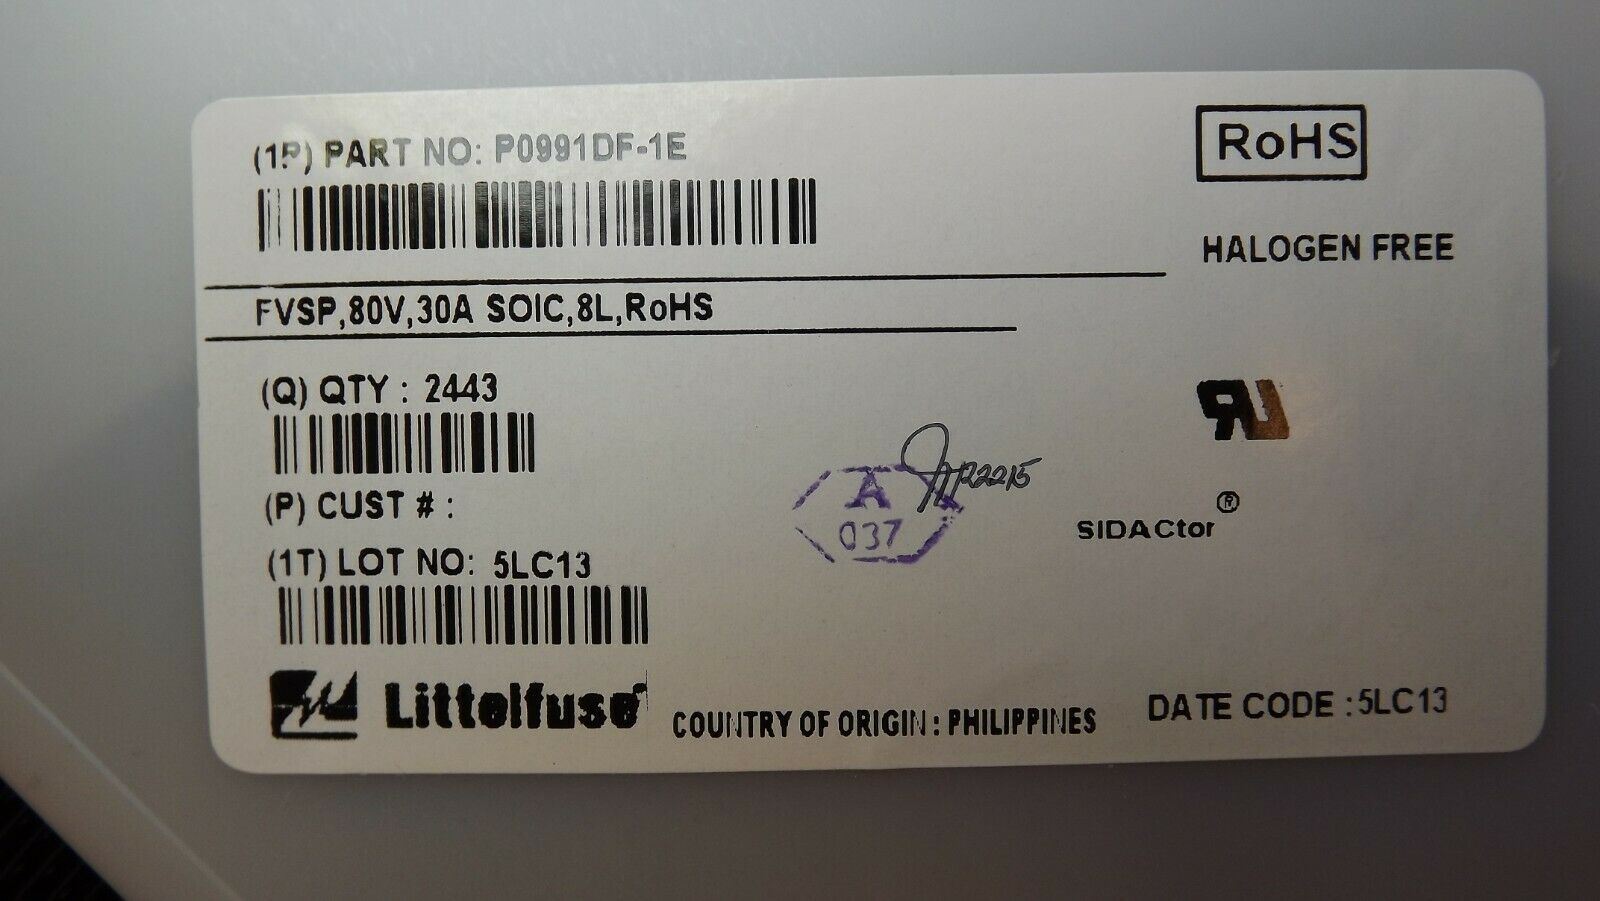 (1P) PART NO: P0991DF-1E
RoHS
HALOGEN FREE
FVSP,80V,30A SOIC,8L,RoHS
(Q) QTY : 2443
(P) CUST # :
A
037
SIDACtor®
(1T) LOT NO: 5LC13
Littelfuse
COUNTRY OF ORIGIN : PHILIPPINES
DATE CODE :5LC13